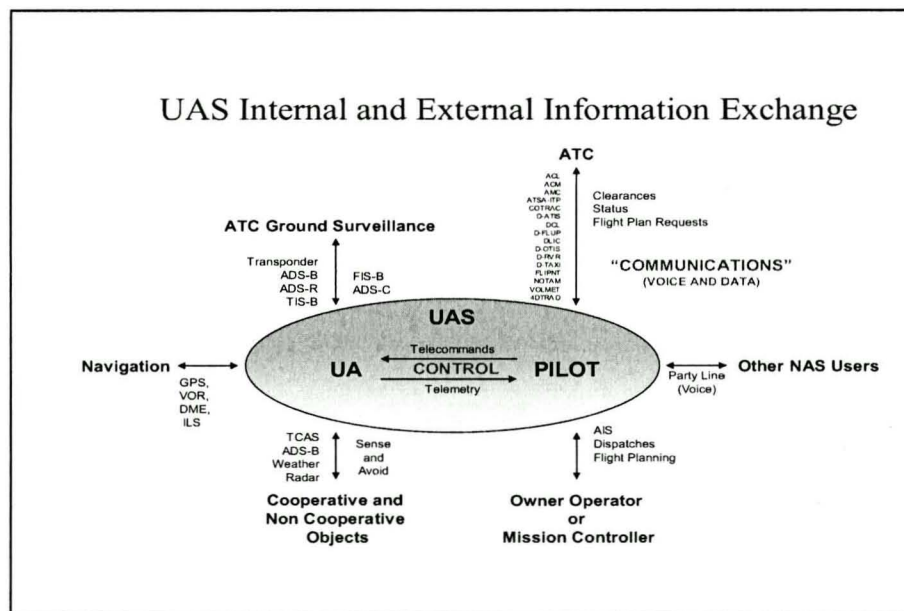 UAS Internal and External Information Exchange
ATC
ACL
ACM
AMC
ATSA-ITP
COTRAC
D-ATIS
DCL
D-FLUP
DLIC
D-OTIS
D-RVR
D-TAXI
FLIPNT
NOTAM
VOLMET
4DTRAD
Clearances
Status
Flight Plan Requests
"COMMUNICATIONS"
(VOICE AND DATA)
ATC Ground Surveillance
Transponder
ADS-B
ADS-R
TIS-B
FIS-B
ADS-C
UAS
Telecommands
UA
CONTROL
PILOT
Telemetry
Navigation
GPS,
VOR,
DME,
ILS
Other NAS Users
Party Line
(Voice)
TCAS
ADS-B
Weather
Radar
Sense
and
Avoid
Cooperative and
Non Cooperative
Objects
AIS
Dispatches
Flight Planning
Owner Operator
or
Mission Controller